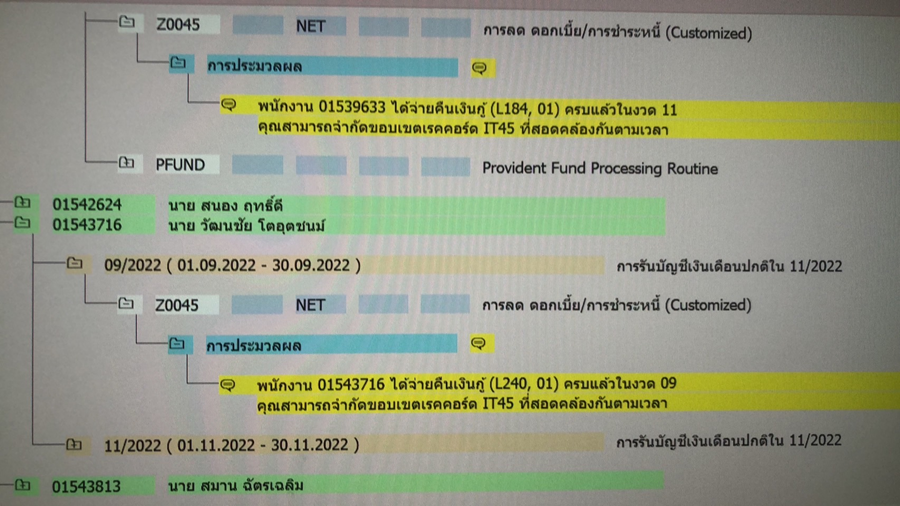 Z0045 NET การลด ดอกเบี้ย/การชำระหนี้ (Customized)
การประมวลผล
พนักงาน 01539633 ได้จ่ายคืนเงินกู้ (L184, 01) ครบแล้วในงวด 11
คุณสามารถจำกัดขอบเขตเรคคอร์ด IT45 ที่สอดคล้องกันตามเวลา
PFUND Provident Fund Processing Routine
01542624 นาย สนอง ฤทธิ์ดี
01543716 นาย วัฒนชัย โตอุตชนม์
09/2022 ( 01.09.2022 - 30.09.2022 ) การรันบัญชีเงินเดือนปกติใน 11/2022
Z0045 NET การลด ดอกเบี้ย/การชำระหนี้ (Customized)
การประมวลผล
พนักงาน 01543716 ได้จ่ายคืนเงินกู้ (L240, 01) ครบแล้วในงวด 09
คุณสามารถจำกัดขอบเขตเรคคอร์ด IT45 ที่สอดคล้องกันตามเวลา
11/2022 ( 01.11.2022 - 30.11.2022 ) การรันบัญชีเงินเดือนปกติใน 11/2022
01543813 นาย สมาน ฉัตรเฉลิม